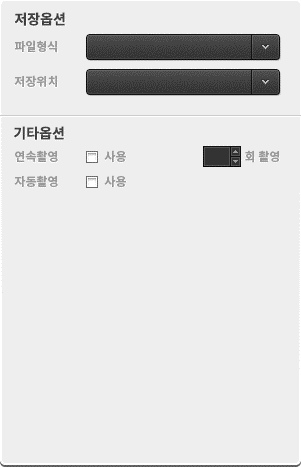 저장옵션
파일형식
저장위치
기타옵션
연속촬영 사용 회 촬영
자동촬영 사용